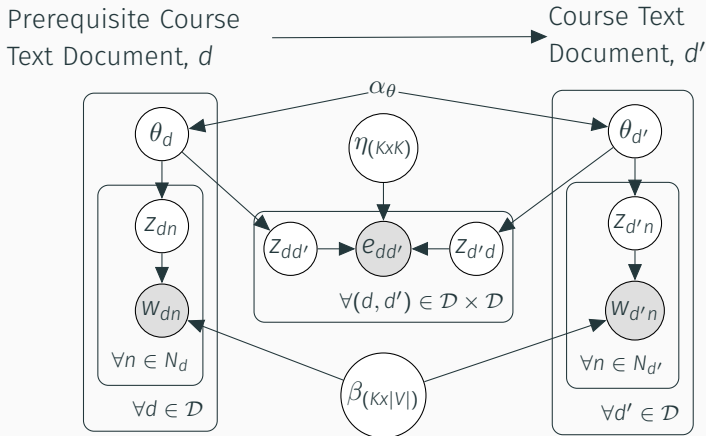 Prerequisite Course
Text Document, d
Course Text
Document, d′
α_θ
θ_d
η_(KxK)
θ_d′
z_dn
z_dd′
e_dd′
z_d′d
z_d′n
∀(d, d′) ∈ 𝒟 × 𝒟
w_dn
w_d′n
∀n ∈ N_d
∀n ∈ N_d′
β_(Kx|V|)
∀d ∈ 𝒟
∀d′ ∈ 𝒟